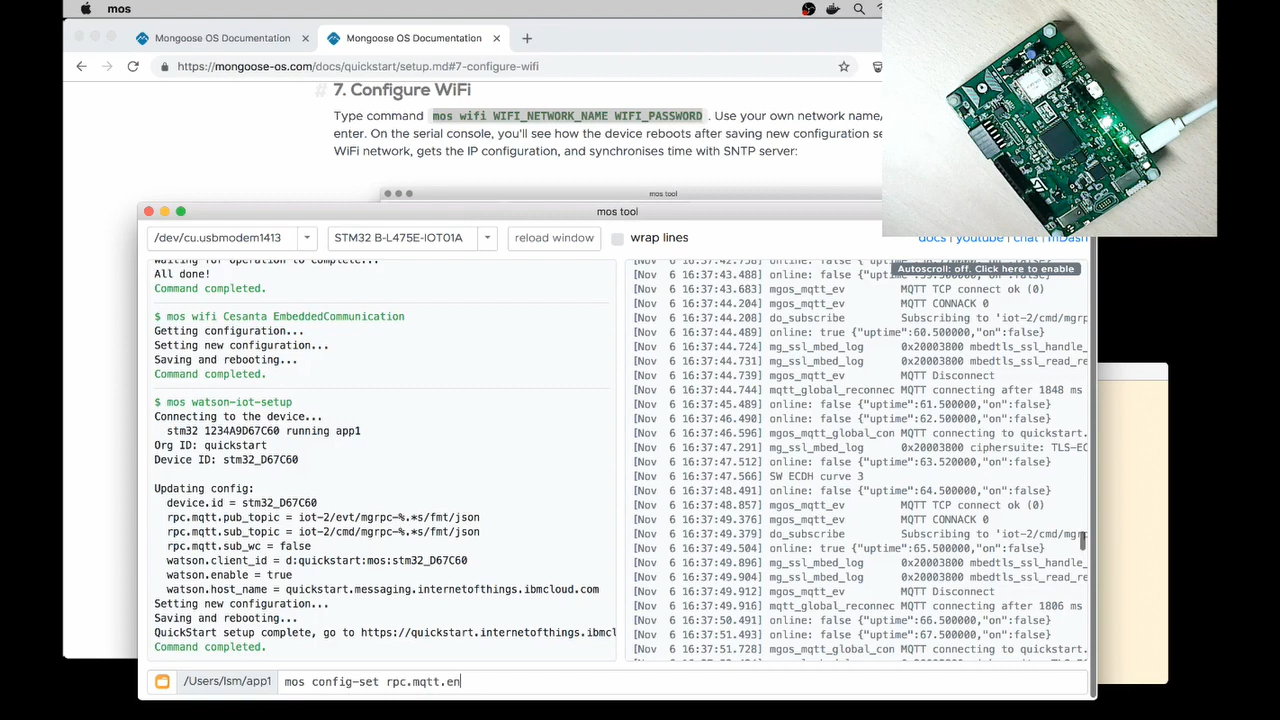 mos
Mongoose OS Documentation
Mongoose OS Documentation
https://mongoose-os.com/docs/quickstart/setup.md#7-configure-wifi
# 7. Configure WiFi
Type command mos wifi WIFI_NETWORK_NAME WIFI_PASSWORD . Use your own network name/
enter. On the serial console, you'll see how the device reboots after saving new configuration se
WiFi network, gets the IP configuration, and synchronises time with SNTP server:
mos tool
mos tool
/dev/cu.usbmodem1413
STM32 B-L475E-IOT01A
reload window
wrap lines
docs | youtube | chat | mDash
Waiting for operation to complete...
All done!
Command completed.
$ mos wifi Cesanta EmbeddedCommunication
Getting configuration...
Setting new configuration...
Saving and rebooting...
Command completed.
$ mos watson-iot-setup
Connecting to the device...
stm32 1234A9D67C60 running app1
Org ID: quickstart
Device ID: stm32_D67C60
Updating config:
device.id = stm32_D67C60
rpc.mqtt.pub_topic = iot-2/evt/mgrpc-%.*s/fmt/json
rpc.mqtt.sub_topic = iot-2/cmd/mgrpc-%.*s/fmt/json
rpc.mqtt.sub_wc = false
watson.client_id = d:quickstart:mos:stm32_D67C60
watson.enable = true
watson.host_name = quickstart.messaging.internetofthings.ibmcloud.com
Setting new configuration...
Saving and rebooting...
QuickStart setup complete, go to https://quickstart.internetofthings.ibmcl
Command completed.
Autoscroll: off. Click here to enable
[Nov 6 16:37:43.488] online: false {"uptime":59.500000,"on":false}
[Nov 6 16:37:43.683] mgos_mqtt_ev MQTT TCP connect ok (0)
[Nov 6 16:37:44.204] mgos_mqtt_ev MQTT CONNACK 0
[Nov 6 16:37:44.208] do_subscribe Subscribing to 'iot-2/cmd/mgrp
[Nov 6 16:37:44.489] online: true {"uptime":60.500000,"on":false}
[Nov 6 16:37:44.724] mg_ssl_mbed_log 0x20003800 mbedtls_ssl_handle_
[Nov 6 16:37:44.731] mg_ssl_mbed_log 0x20003800 mbedtls_ssl_read_re
[Nov 6 16:37:44.739] mgos_mqtt_ev MQTT Disconnect
[Nov 6 16:37:44.744] mqtt_global_reconnec MQTT connecting after 1848 ms
[Nov 6 16:37:45.489] online: false {"uptime":61.500000,"on":false}
[Nov 6 16:37:46.490] online: false {"uptime":62.500000,"on":false}
[Nov 6 16:37:46.596] mgos_mqtt_global_con MQTT connecting to quickstart.
[Nov 6 16:37:47.291] mg_ssl_mbed_log 0x20003800 ciphersuite: TLS-EC
[Nov 6 16:37:47.512] online: false {"uptime":63.520000,"on":false}
[Nov 6 16:37:47.566] SW ECDH curve 3
[Nov 6 16:37:48.491] online: false {"uptime":64.500000,"on":false}
[Nov 6 16:37:48.857] mgos_mqtt_ev MQTT TCP connect ok (0)
[Nov 6 16:37:49.376] mgos_mqtt_ev MQTT CONNACK 0
[Nov 6 16:37:49.379] do_subscribe Subscribing to 'iot-2/cmd/mgrp
[Nov 6 16:37:49.504] online: true {"uptime":65.500000,"on":false}
[Nov 6 16:37:49.896] mg_ssl_mbed_log 0x20003800 mbedtls_ssl_handle_
[Nov 6 16:37:49.904] mg_ssl_mbed_log 0x20003800 mbedtls_ssl_read_re
[Nov 6 16:37:49.912] mgos_mqtt_ev MQTT Disconnect
[Nov 6 16:37:49.916] mqtt_global_reconnec MQTT connecting after 1806 ms
[Nov 6 16:37:50.491] online: false {"uptime":66.500000,"on":false}
[Nov 6 16:37:51.493] online: false {"uptime":67.500000,"on":false}
[Nov 6 16:37:51.728] mgos_mqtt_global_con MQTT connecting to quickstart.
/Users/lsm/app1
mos config-set rpc.mqtt.en